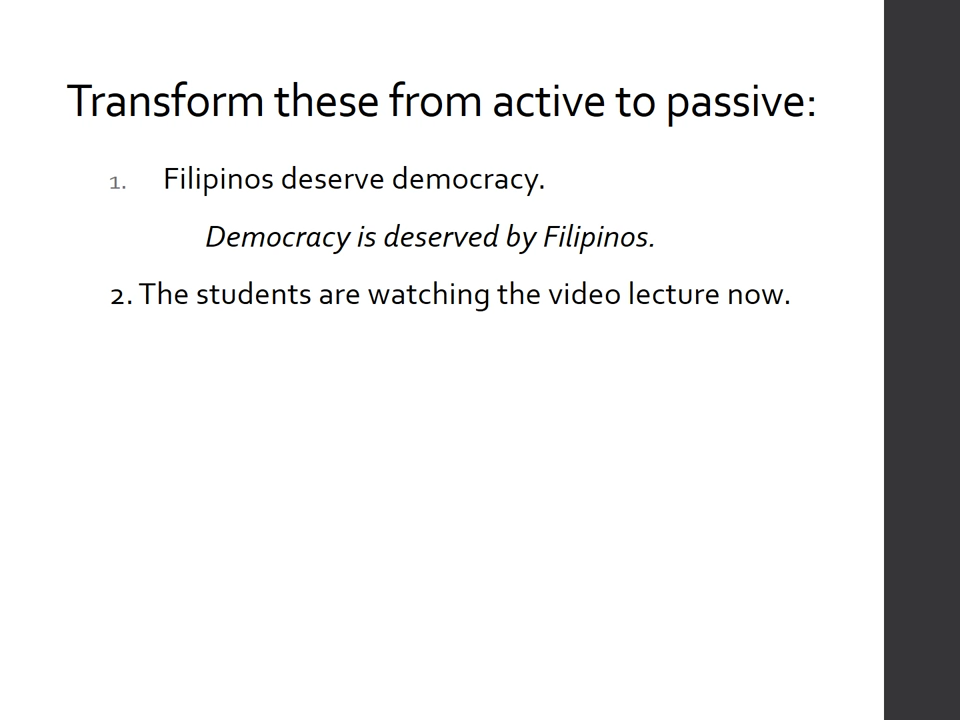 Transform these from active to passive:
1. Filipinos deserve democracy.
Democracy is deserved by Filipinos.
2. The students are watching the video lecture now.